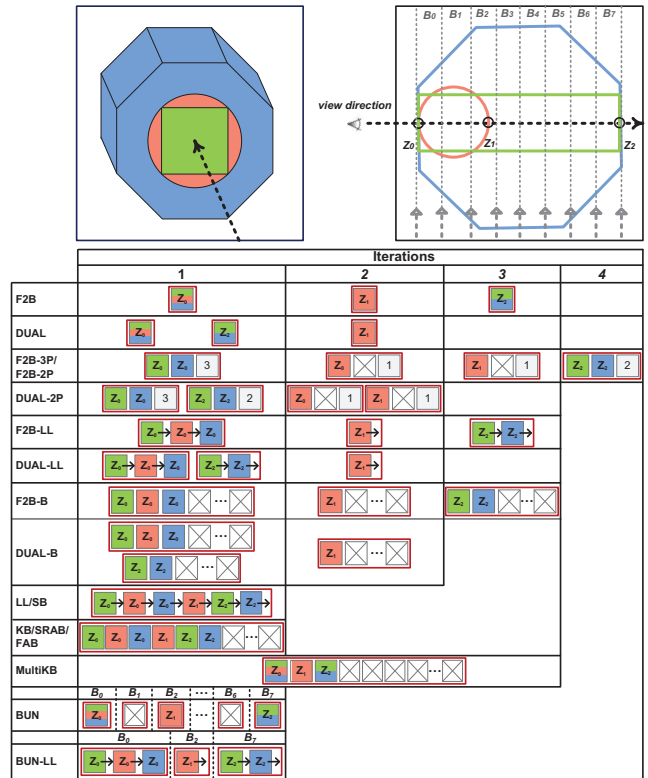 B0 B1 B2 B3 B4 B5 B6 B7
view direction
Z0 Z1 Z2
Iterations
1 2 3 4
F2B Z0 Z1 Z2
DUAL Z0 Z2 Z1
F2B-3P/
F2B-2P Z0 Z0 3 Z0 1 Z1 1 Z2 Z2 2
DUAL-2P Z0 Z0 3 Z2 Z2 2 Z0 1 Z1 1
F2B-LL Z0 Z0 Z0 Z1 Z2 Z2
DUAL-LL Z0 Z0 Z0 Z2 Z2 Z1
F2B-B Z0 Z0 Z0 ... Z1 ... Z2 Z2 ...
DUAL-B Z0 Z0 Z0 ... Z1 ...
Z2 Z2 ...
LL/SB Z0 Z0 Z0 Z1 Z2 Z2
KB/SRAB/
FAB Z0 Z0 Z0 Z1 Z2 Z2 ...
MultiKB Z0 Z1 Z2 ...
B0 B1 B2 ... B6 B7
BUN Z0 Z1 ... Z2
B0 B2 B7
BUN-LL Z0 Z0 Z0 Z1 Z2 Z2